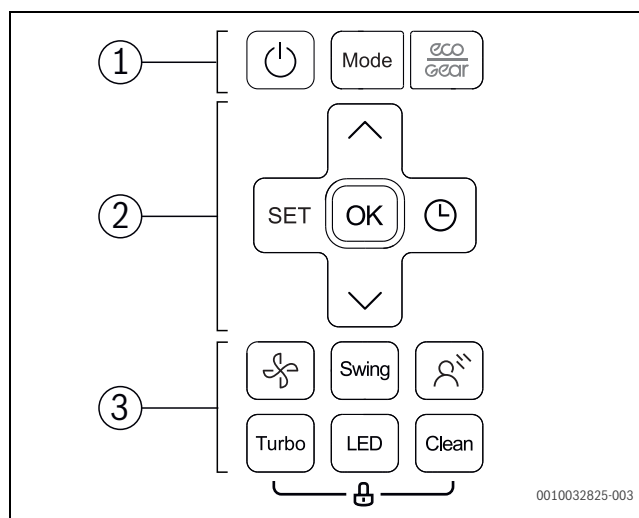 1
Mode
eco
Gear
2
SET
OK
3
Swing
Turbo
LED
Clean
0010032825-003